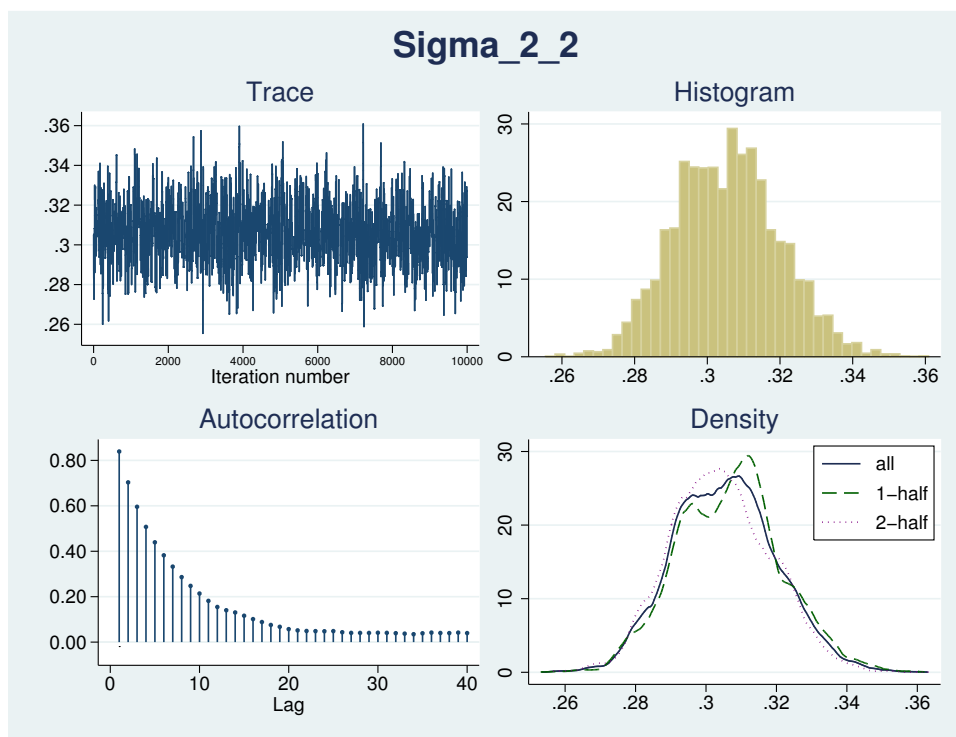 Sigma_2_2
Trace
.36
.34
.32
.3
.28
.26
0 2000 4000 6000 8000 10000
Iteration number
Histogram
30
20
10
0
.26 .28 .3 .32 .34 .36
Autocorrelation
0.80
0.60
0.40
0.20
0.00
0 10 20 30 40
Lag
Density
30
20
10
0
.26 .28 .3 .32 .34 .36
all
1−half
2−half